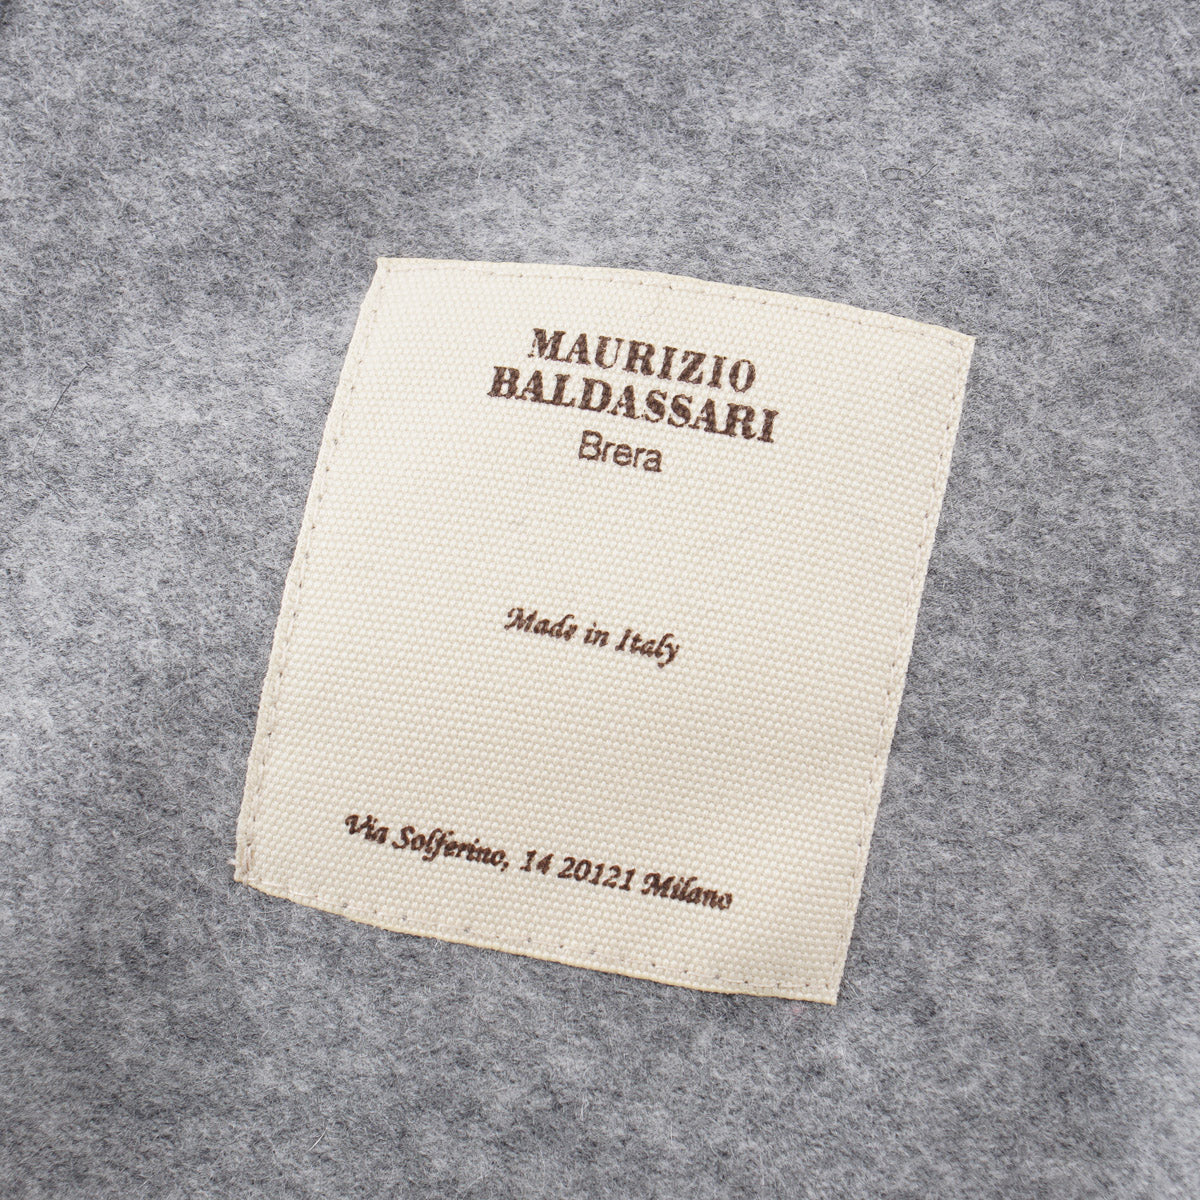 MAURIZIO
BALDASSARI
Brera
Made in Italy
Via Solferino, 14 20121 Milano